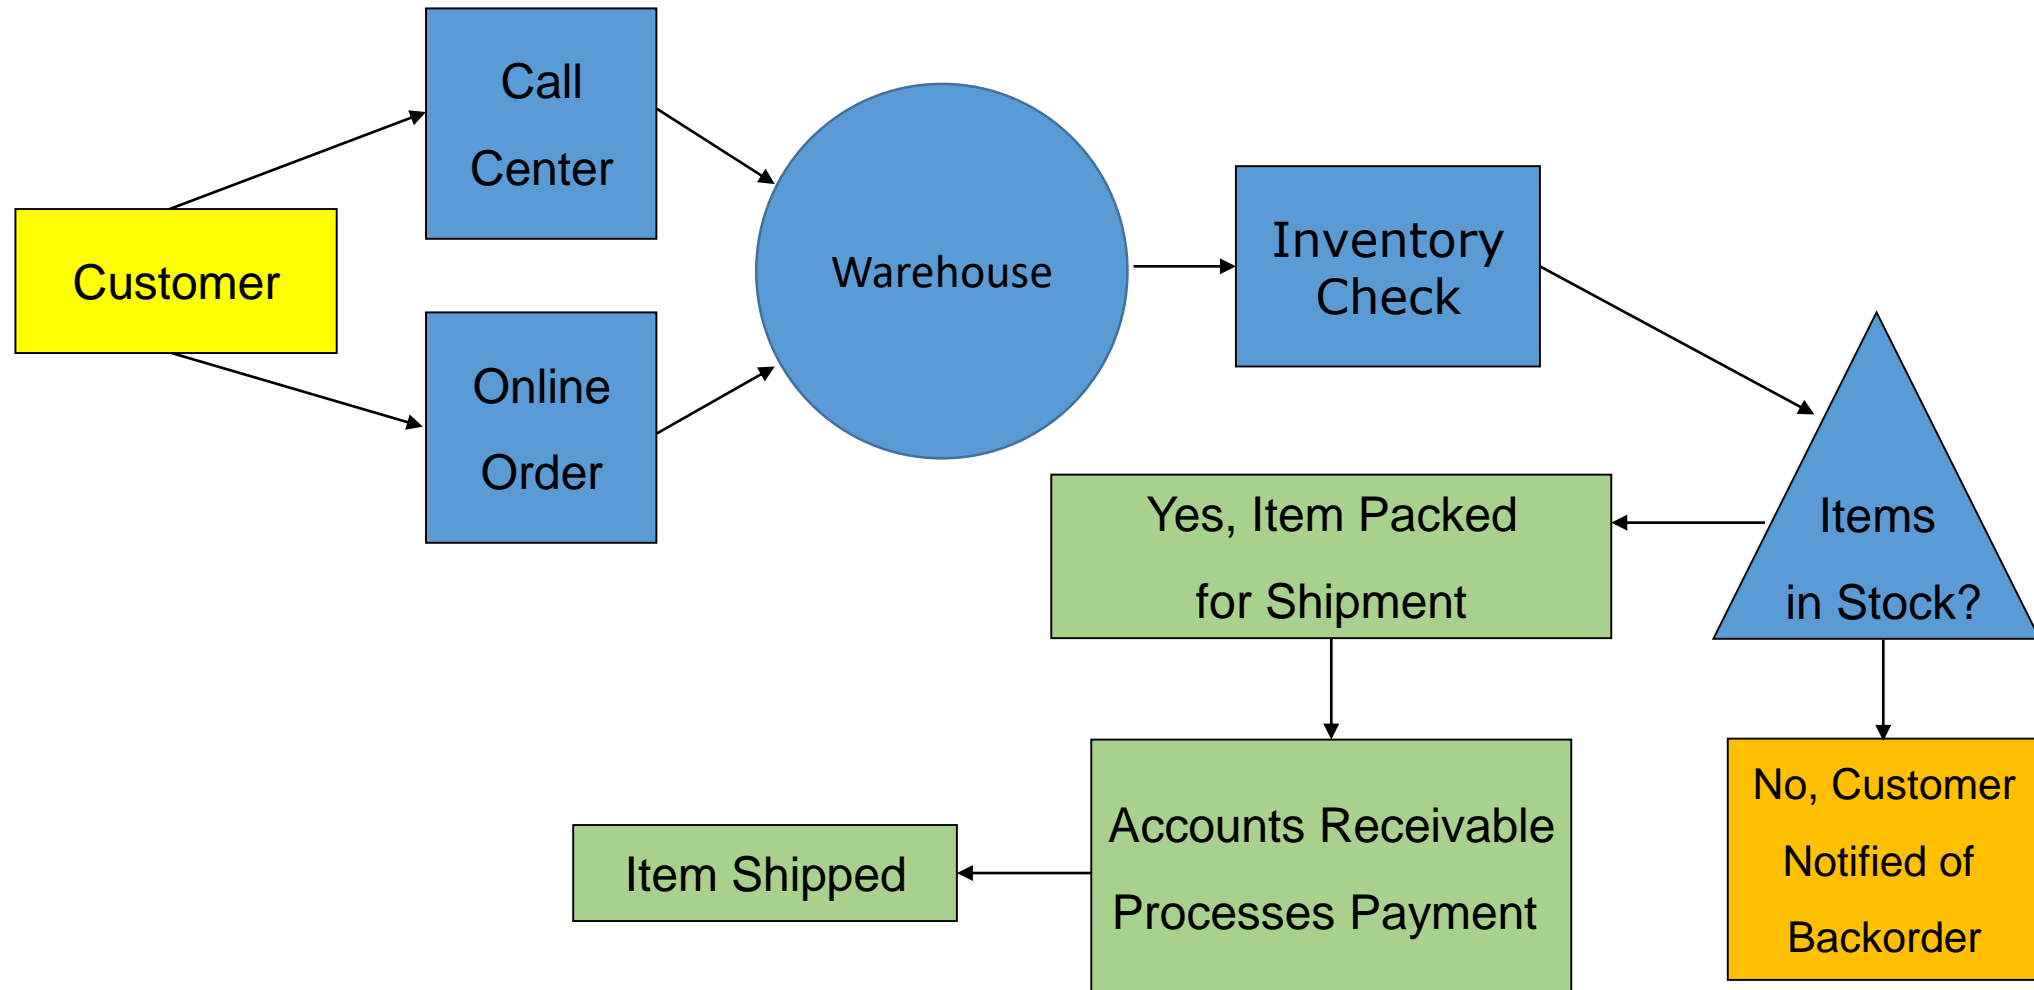 Call
Center
Customer
Online
Order
Warehouse
Inventory
Check
Items
in Stock?
Yes, Item Packed
for Shipment
Accounts Receivable
Processes Payment
Item Shipped
No, Customer
Notified of
Backorder